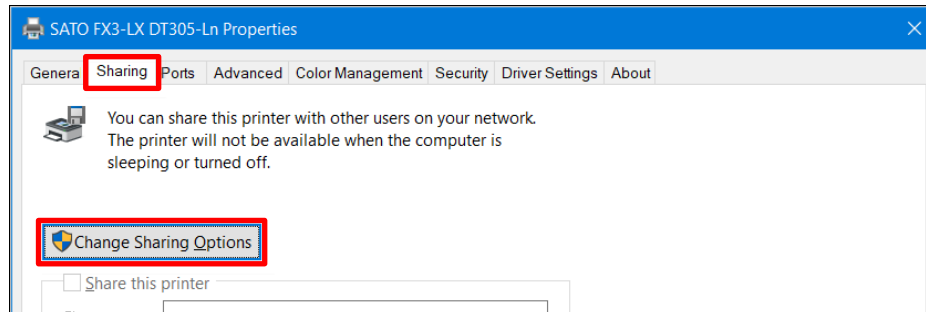 SATO FX3-LX DT305-Ln Properties
Genera Sharing Ports Advanced Color Management Security Driver Settings About
You can share this printer with other users on your network.
The printer will not be available when the computer is
sleeping or turned off.
Change Sharing Options
Share this printer